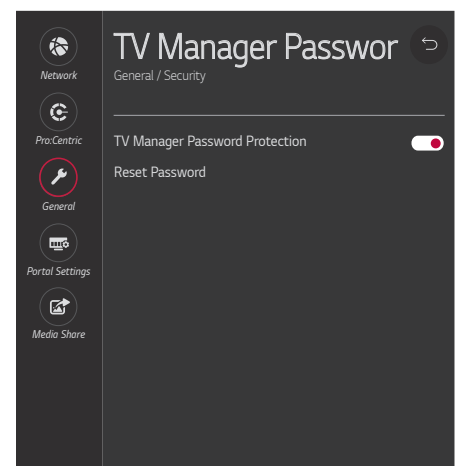 TV Manager Passwor
General / Security
TV Manager Password Protection
Reset Password
Network
Pro:Centric
General
Portal Settings
Media Share